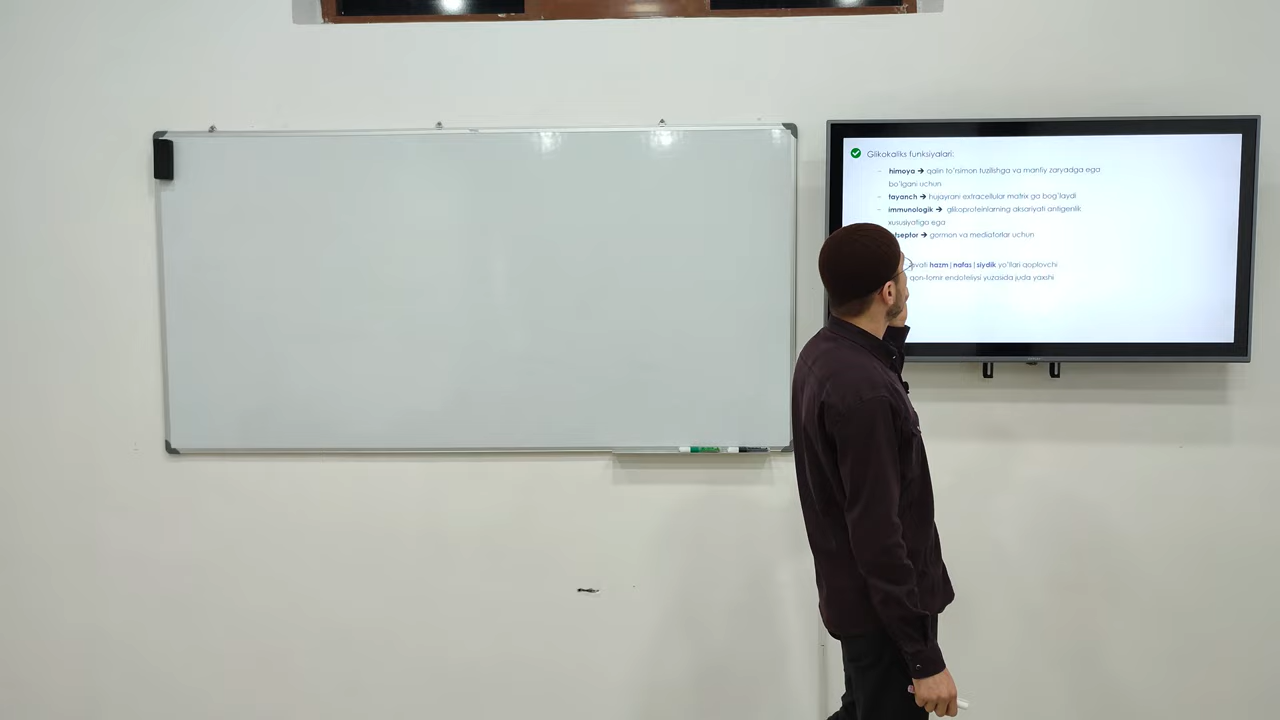 Glikokaliks funksiyalari:
– himoya → qalin to'rsimon tuzilishga va manfiy zaryadga ega
bo'lgani uchun
– tayanch → hujayrani extracellular matrix ga bog'laydi
– immunologik → glikoproteinlarning aksariyati antigenlik
xususiyatiga ega
→ gormon va mediatorlar uchun
hazm | nafas | siydik yo'llari qoplovchi
qon-tomir endoteliysi yuzasida juda yaxshi